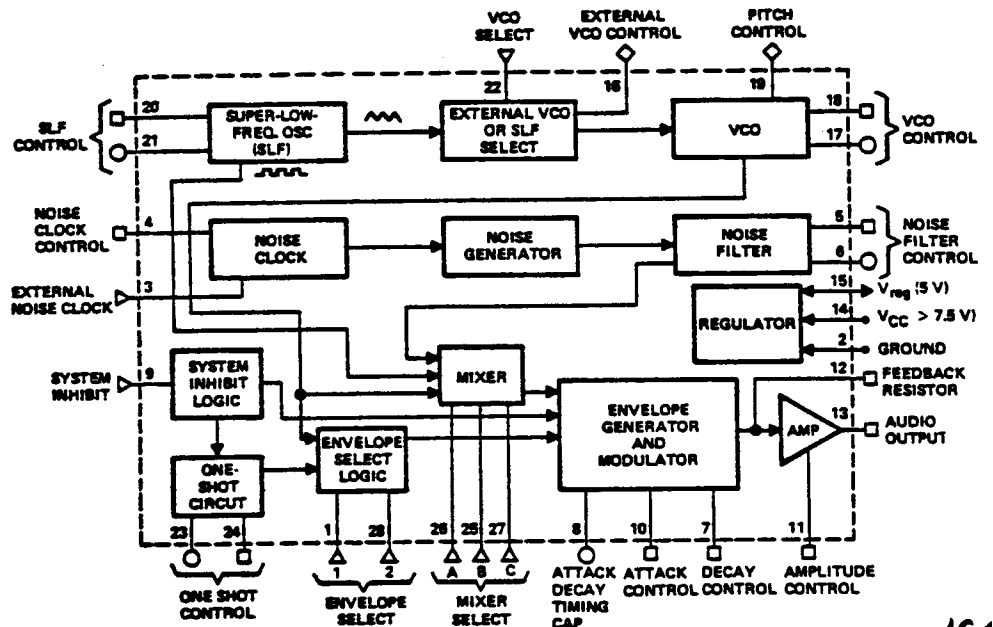 VCO
SELECT
EXTERNAL
VCO CONTROL
PITCH
CONTROL
22
16
19
SLF
CONTROL
20
21
SUPER-LOW-
FREQ. OSC
(SLF)
EXTERNAL VCO
OR SLF
SELECT
VCO
18
17
VCO
CONTROL
NOISE
CLOCK
CONTROL
4
NOISE
CLOCK
NOISE
GENERATOR
NOISE
FILTER
5
6
NOISE
FILTER
CONTROL
EXTERNAL
NOISE CLOCK
3
REGULATOR
15
Vreg (5 V)
14
VCC > 7.5 V)
2
GROUND
SYSTEM
INHIBIT
9
SYSTEM
INHIBIT
LOGIC
MIXER
12
FEEDBACK
RESISTOR
ENVELOPE
GENERATOR
AND
MODULATOR
AMP
13
AUDIO
OUTPUT
ONE-
SHOT
CIRCUT
ENVELOPE
SELECT
LOGIC
23
24
1
28
26
25
27
8
10
7
11
1
2
A
B
C
ONE SHOT
CONTROL
ENVELOPE
SELECT
MIXER
SELECT
ATTACK
DECAY
TIMING
CAP
ATTACK
CONTROL
DECAY
CONTROL
AMPLITUDE
CONTROL